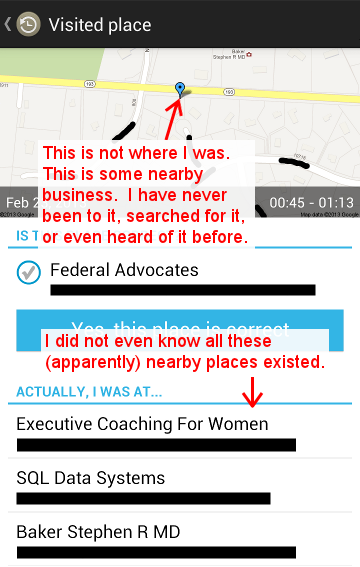 Visited place
Baker
Stephen R MD
911
193
193
This is not where I was.
This is some nearby
business. I have never
been to it, searched for it,
or even heard of it before.
Feb 2
00:45 - 01:13
©2013 Google
Map data ©2013 Google
IS T
Federal Advocates
Yes, this place is correct
I did not even know all these
(apparently) nearby places existed.
ACTUALLY, I WAS AT...
Executive Coaching For Women
SQL Data Systems
Baker Stephen R MD